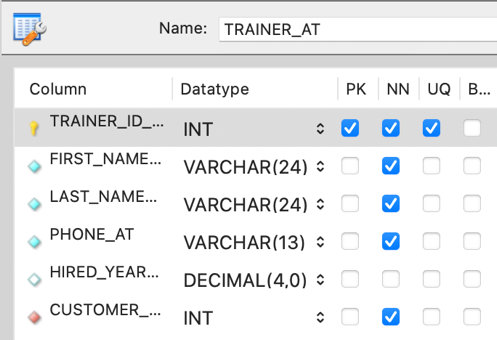 Name: TRAINER_AT
Column Datatype PK NN UQ B...
TRAINER_ID_... INT
FIRST_NAME... VARCHAR(24)
LAST_NAME... VARCHAR(24)
PHONE_AT VARCHAR(13)
HIRED_YEAR... DECIMAL(4,0)
CUSTOMER_... INT